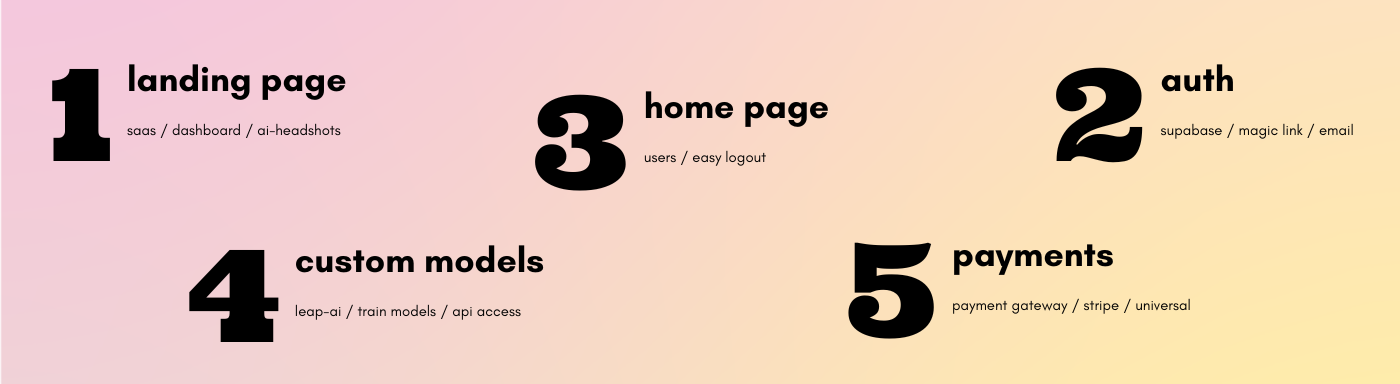 1
landing page
saas / dashboard / ai-headshots
3
home page
users / easy logout
2
auth
supabase / magic link / email
4
custom models
leap-ai / train models / api access
5
payments
payment gateway / stripe / universal